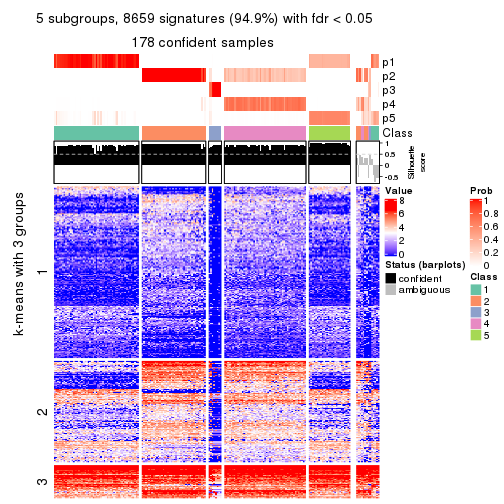 5 subgroups, 8659 signatures (94.9%) with fdr < 0.05
178 confident samples
p1
p2
p3
p4
p5
Class
1
0.5
0
-0.5
Silhouette
score
k-means with 3 groups
1
2
3
Value
8
6
4
2
0
Status (barplots)
confident
ambiguous
Prob
1
0.8
0.6
0.4
0.2
0
Class
1
2
3
4
5